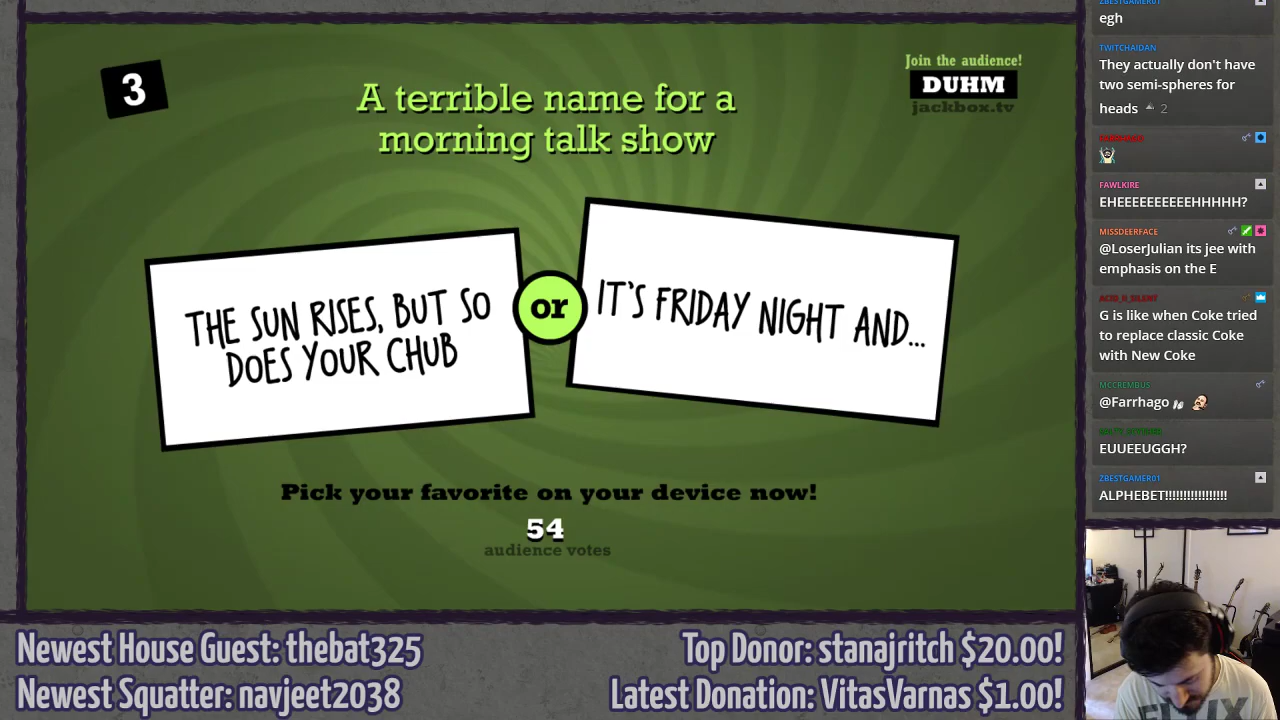 3
A terrible name for a
morning talk show
Join the audience!
DUHM
jackbox.tv
THE SUN RISES, BUT SO
DOES YOUR CHUB
or
IT'S FRIDAY NIGHT AND...
Pick your favorite on your device now!
54
audience votes
ZBESTGAMER01
egh
TWITCHAIDAN
They actually don't have
two semi-spheres for
heads 2
FAWLKIRE
EHEEEEEEEEEEHHHHH?
MISSDEERFACE
@LoserJulian its jee with
emphasis on the E
ACID_R_SILENT
G is like when Coke tried
to replace classic Coke
with New Coke
MCCREMBUS
@Farrhago
EUUEEUGGH?
ZBESTGAMER01
ALPHEBET!!!!!!!!!!!!!!!!!
Newest House Guest: thebat325
Newest Squatter: navjeet2038
Top Donor: stanajritch $20.00!
Latest Donation: VitasVarnas $1.00!